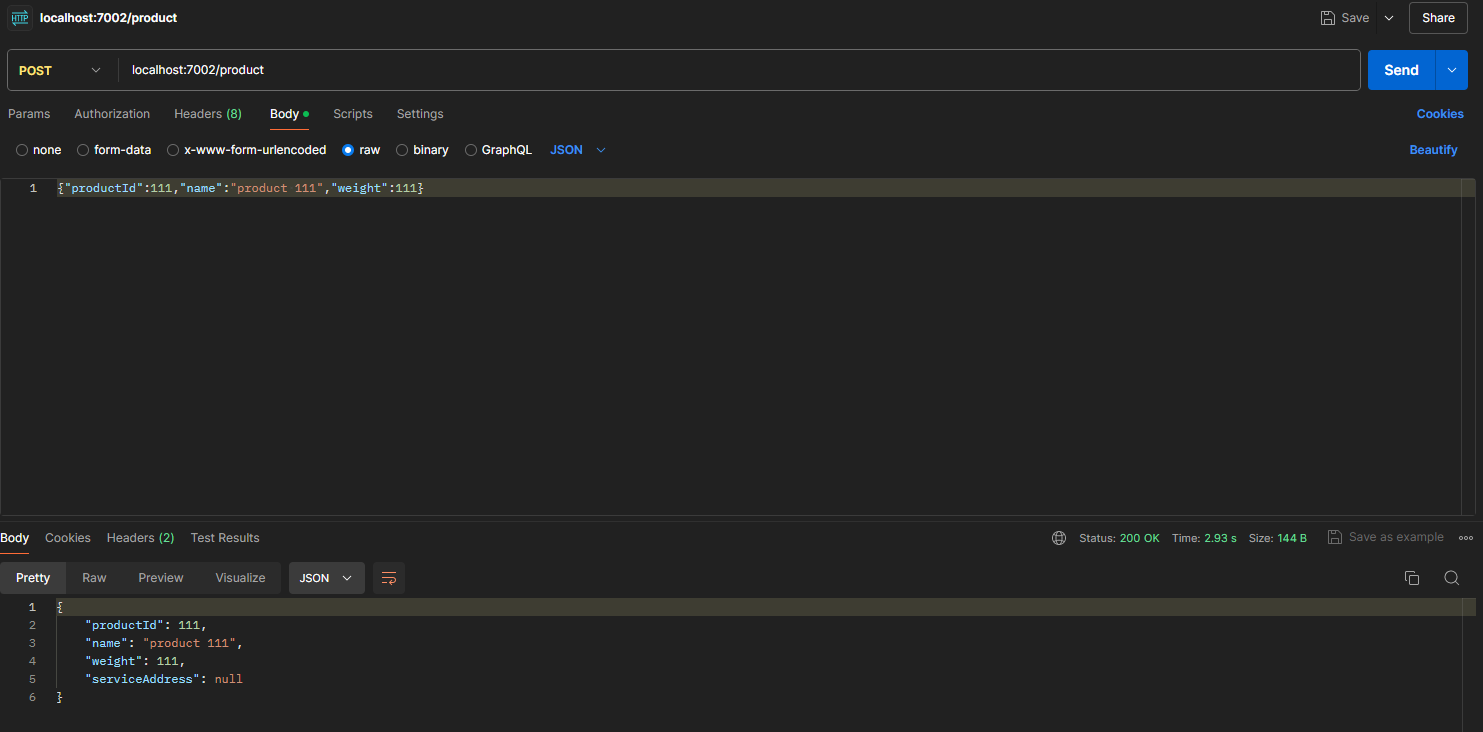 HTTP localhost:7002/product Save Share
POST localhost:7002/product Send
Params Authorization Headers (8) Body Scripts Settings Cookies
none form-data x-www-form-urlencoded raw binary GraphQL JSON Beautify
1 {"productId":111,"name":"product 111","weight":111}
Body Cookies Headers (2) Test Results Status: 200 OK Time: 2.93 s Size: 144 B Save as example
Pretty Raw Preview Visualize JSON
1 {
2 "productId": 111,
3 "name": "product 111",
4 "weight": 111,
5 "serviceAddress": null
6 }